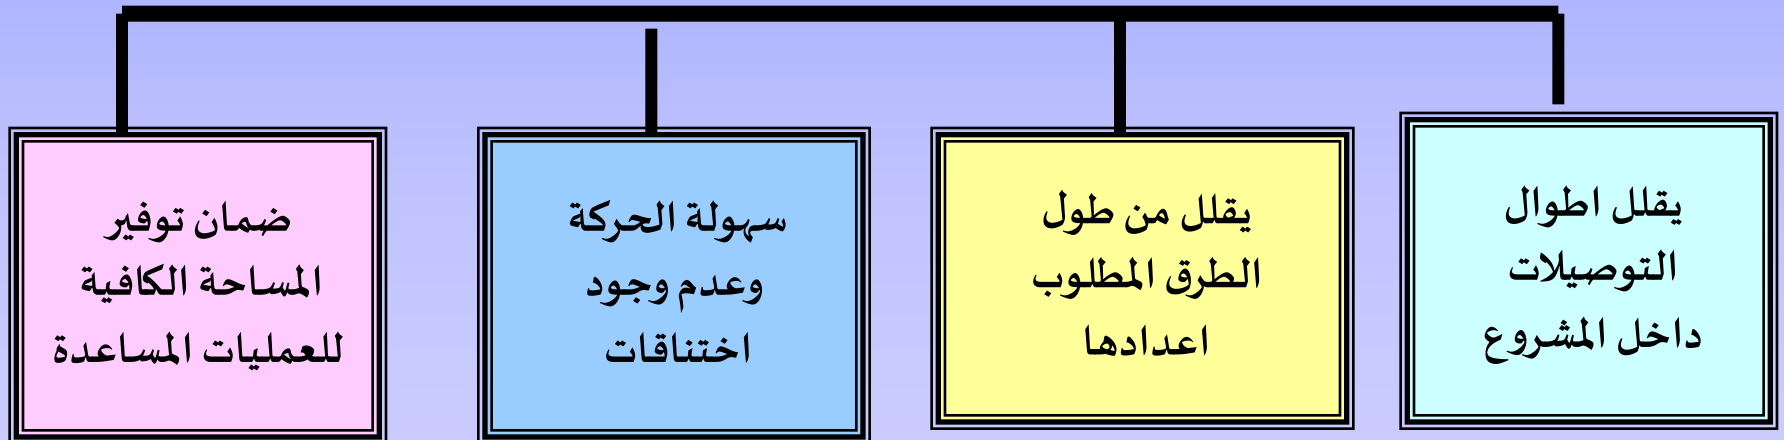 يقلل اطوال
التوصيلات
داخل المشروع
يقلل من طول
الطرق المطلوب
اعدادها
سهولة الحركة
وعدم وجود
اختناقات
ضمان توفير
المساحة الكافية
للعمليات المساعدة